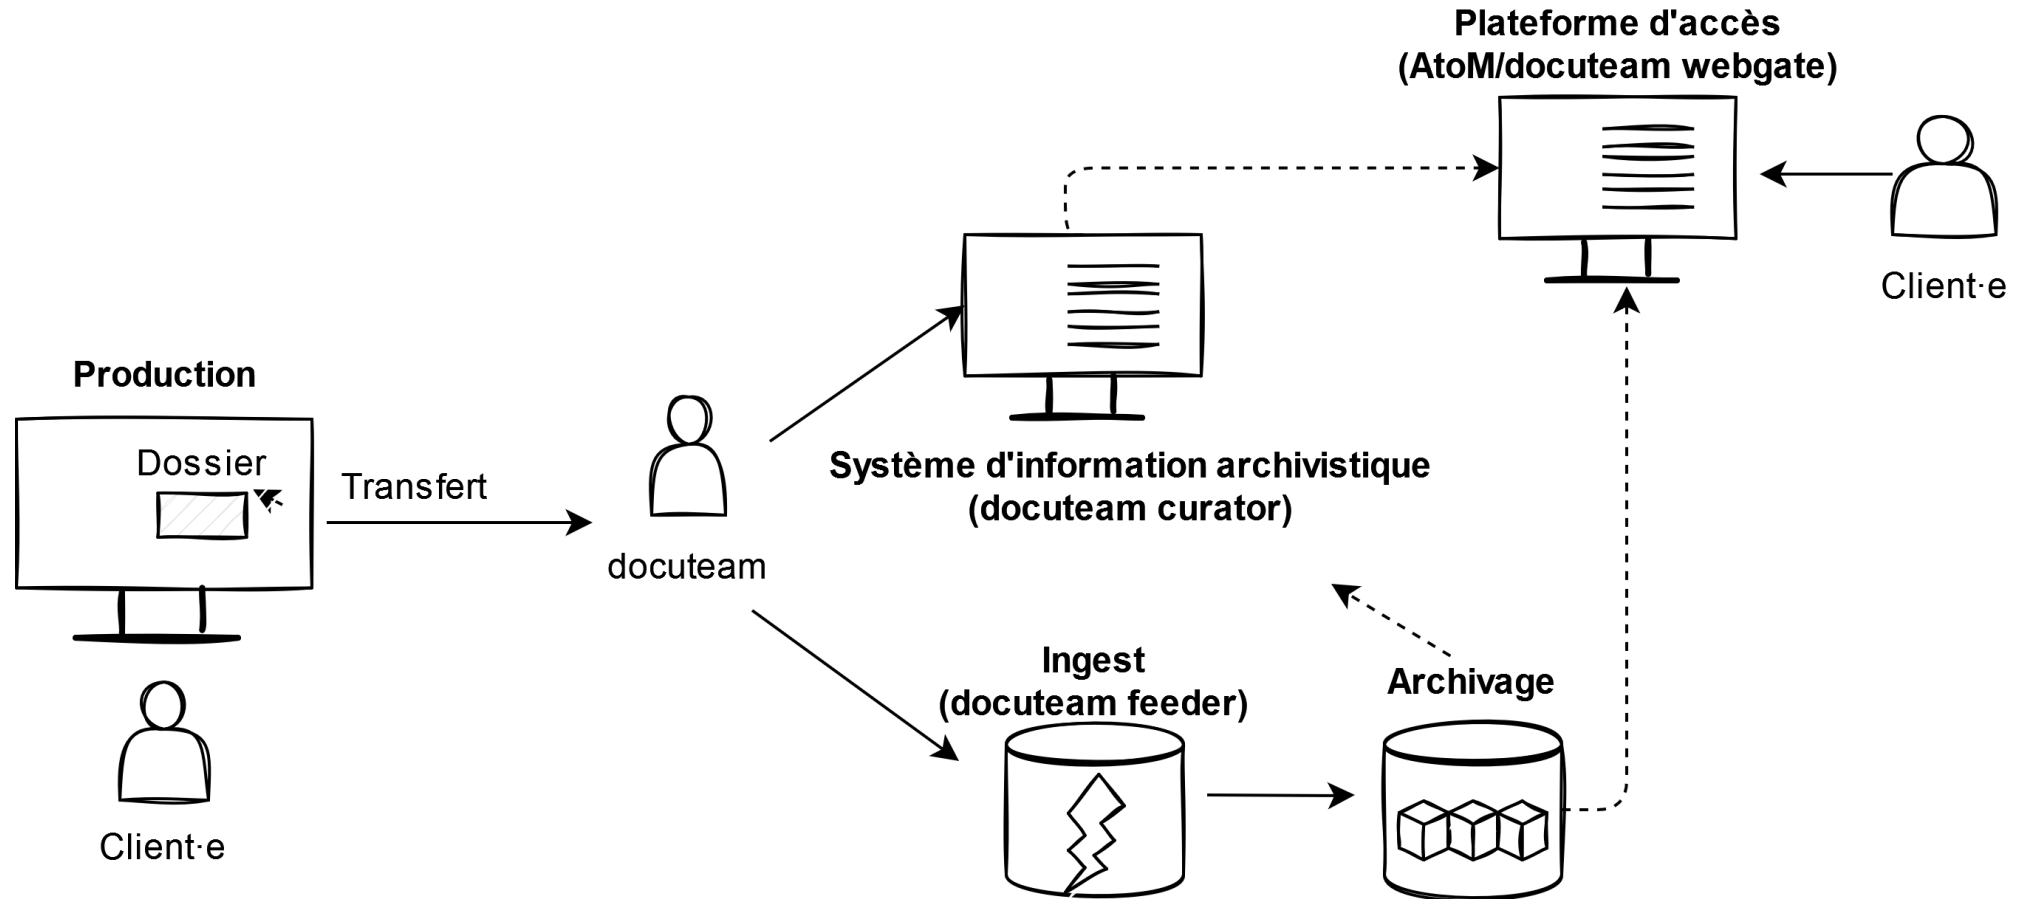 Plateforme d'accès
(AtoM/docuteam webgate)
Client·e
Production
Dossier
Transfert
docuteam
Système d'information archivistique
(docuteam curator)
Ingest
(docuteam feeder)
Archivage
Client·e